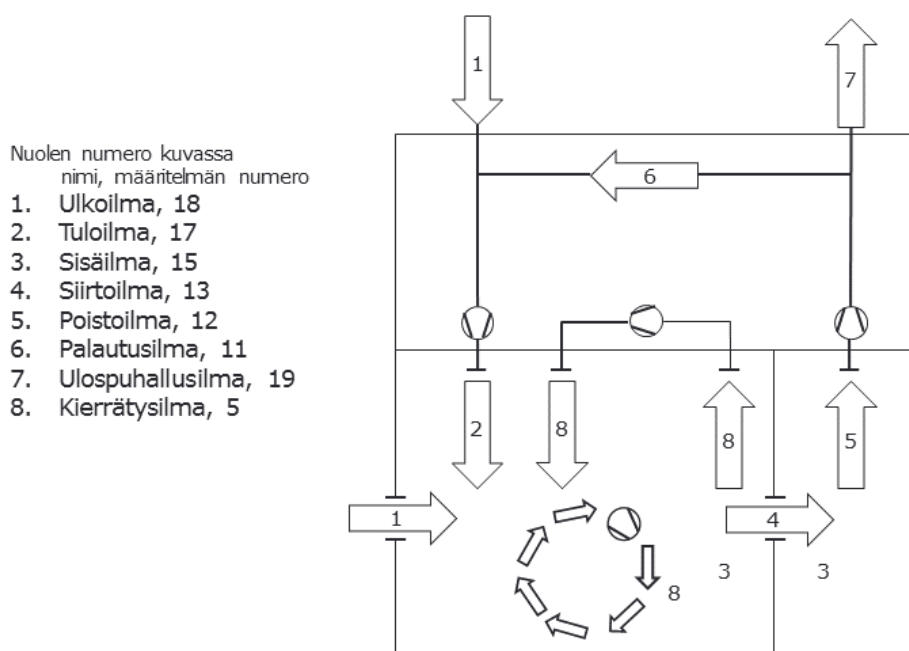 Nuolen numero kuvassa
nimi, määritelmän numero
1. Ulkoilma, 18
2. Tuloilma, 17
3. Sisäilma, 15
4. Siirtoilma, 13
5. Poistoilma, 12
6. Palautusilma, 11
7. Ulospuhallusilma, 19
8. Kierrätysilma, 5
1
7
6
2
8
8
5
1
4
8
3
3